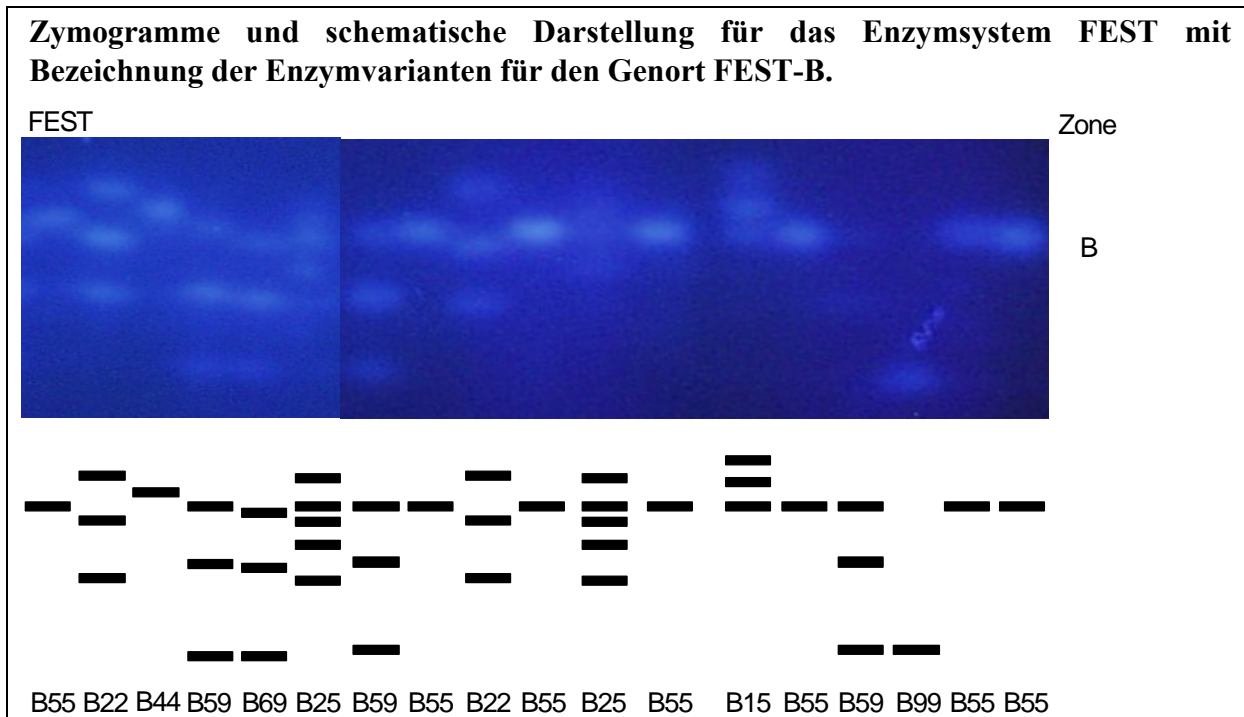 Zymogramme und schematische Darstellung für das Enzymsystem FEST mit
Bezeichnung der Enzymvarianten für den Genort FEST-B.
FEST Zone
B
B55 B22 B44 B59 B69 B25 B59 B55 B22 B55 B25 B55 B15 B55 B59 B99 B55 B55